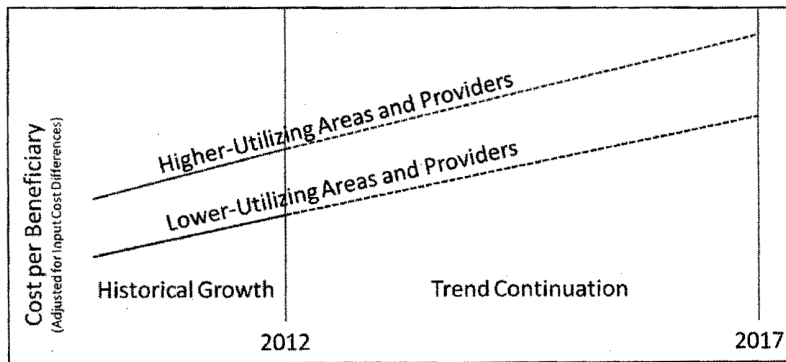 Cost per Beneficiary
(Adjusted for Input Cost Differences)
Higher-Utilizing Areas and Providers
Lower-Utilizing Areas and Providers
Historical Growth
Trend Continuation
2012
2017